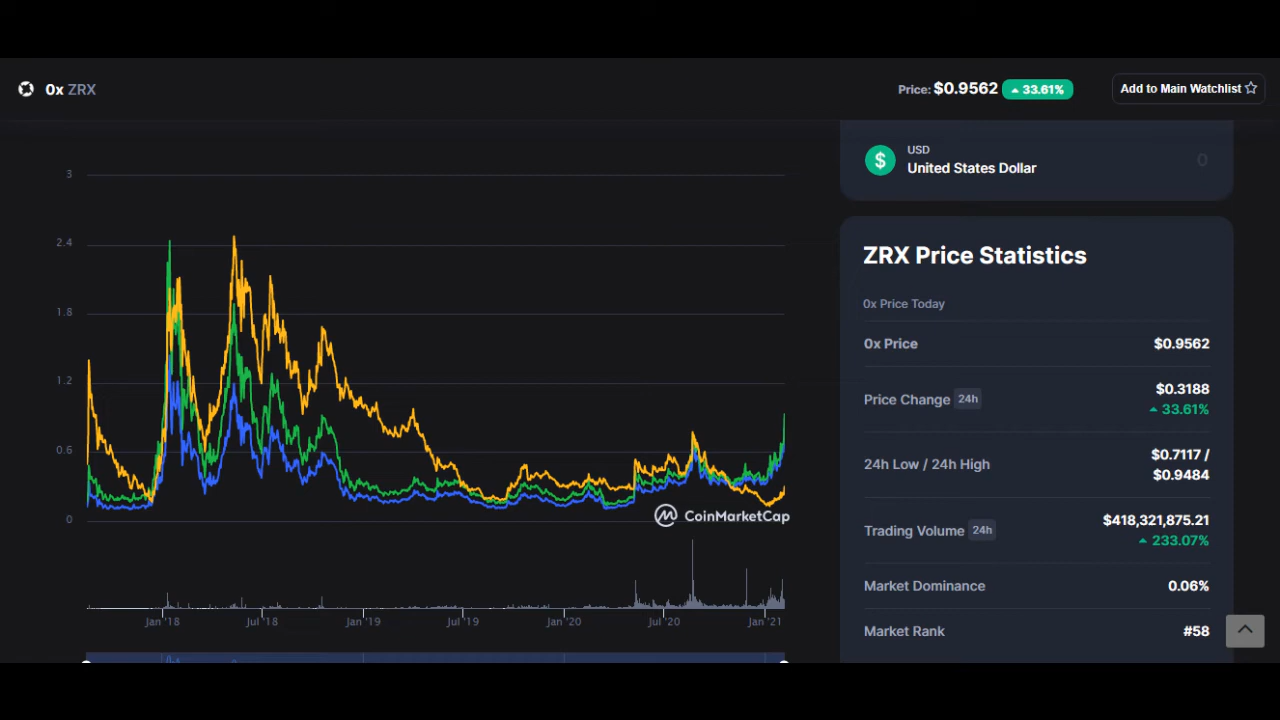 0x ZRX
Price: $0.9562 33.61%
Add to Main Watchlist
USD
United States Dollar
0
3
2.4
1.8
1.2
0.6
0
CoinMarketCap
Jan '18 Jul '18 Jan '19 Jul '19 Jan '20 Jul '20 Jan '21
ZRX Price Statistics
0x Price Today
0x Price $0.9562
Price Change 24h $0.3188
33.61%
24h Low / 24h High $0.7117 /
$0.9484
Trading Volume 24h $418,321,875.21
233.07%
Market Dominance 0.06%
Market Rank #58